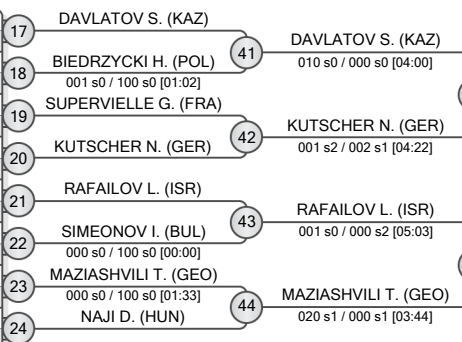 17
DAVLATOV S. (KAZ)
41
DAVLATOV S. (KAZ)
010 s0 / 000 s0 [04:00]
18
BIEDRZYCKI H. (POL)
001 s0 / 100 s0 [01:02]
19
SUPERVIELLE G. (FRA)
42
KUTSCHER N. (GER)
001 s2 / 002 s1 [04:22]
20
KUTSCHER N. (GER)
21
RAFAILOV L. (ISR)
43
RAFAILOV L. (ISR)
001 s0 / 000 s2 [05:03]
22
SIMEONOV I. (BUL)
000 s0 / 100 s0 [00:00]
23
MAZIASHVILI T. (GEO)
000 s0 / 100 s0 [01:33]
44
MAZIASHVILI T. (GEO)
020 s1 / 000 s1 [03:44]
24
NAJI D. (HUN)